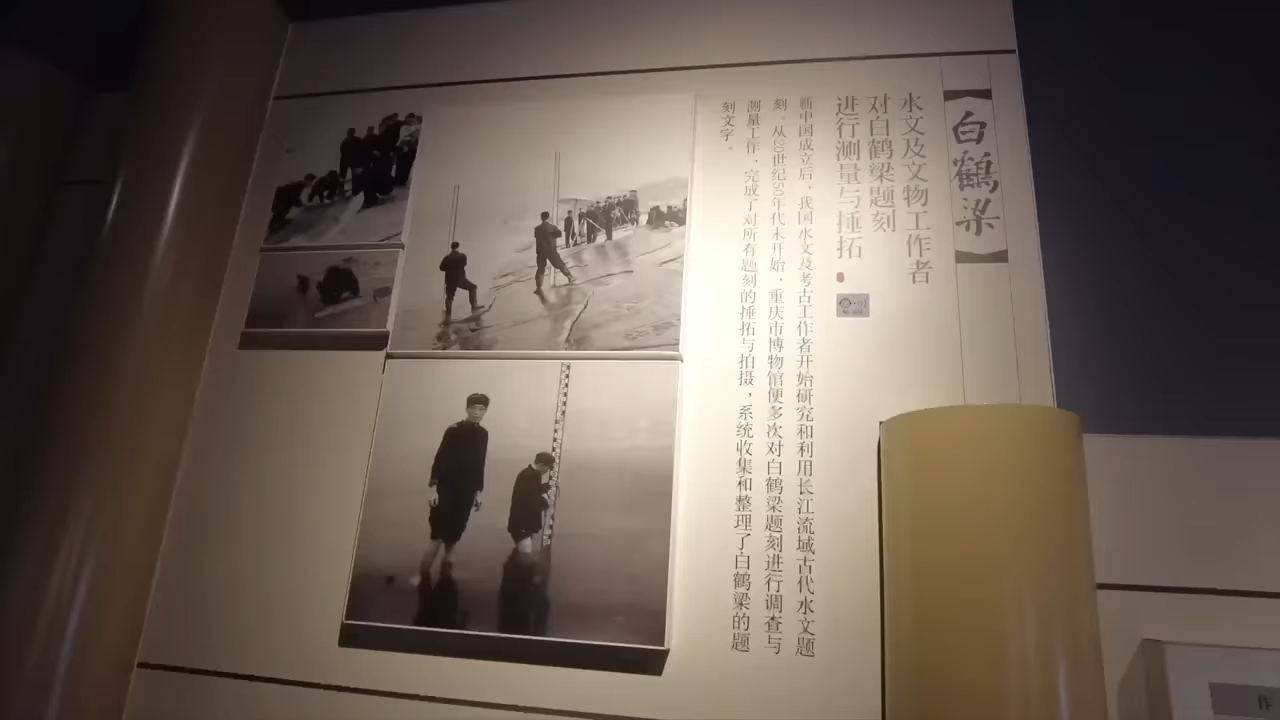 白鹤梁
水文及文物工作者
对白鹤梁题刻
进行测量与捶拓
新中国成立后，我国水文及考古工作者开始研究和利用长江流域古代水文题
刻。从20世纪50年代末开始，重庆市博物馆便多次对白鹤梁题刻进行调查与
测量工作，完成了对所有题刻的捶拓与拍摄，系统收集和整理了白鹤梁的题
刻文字。
作